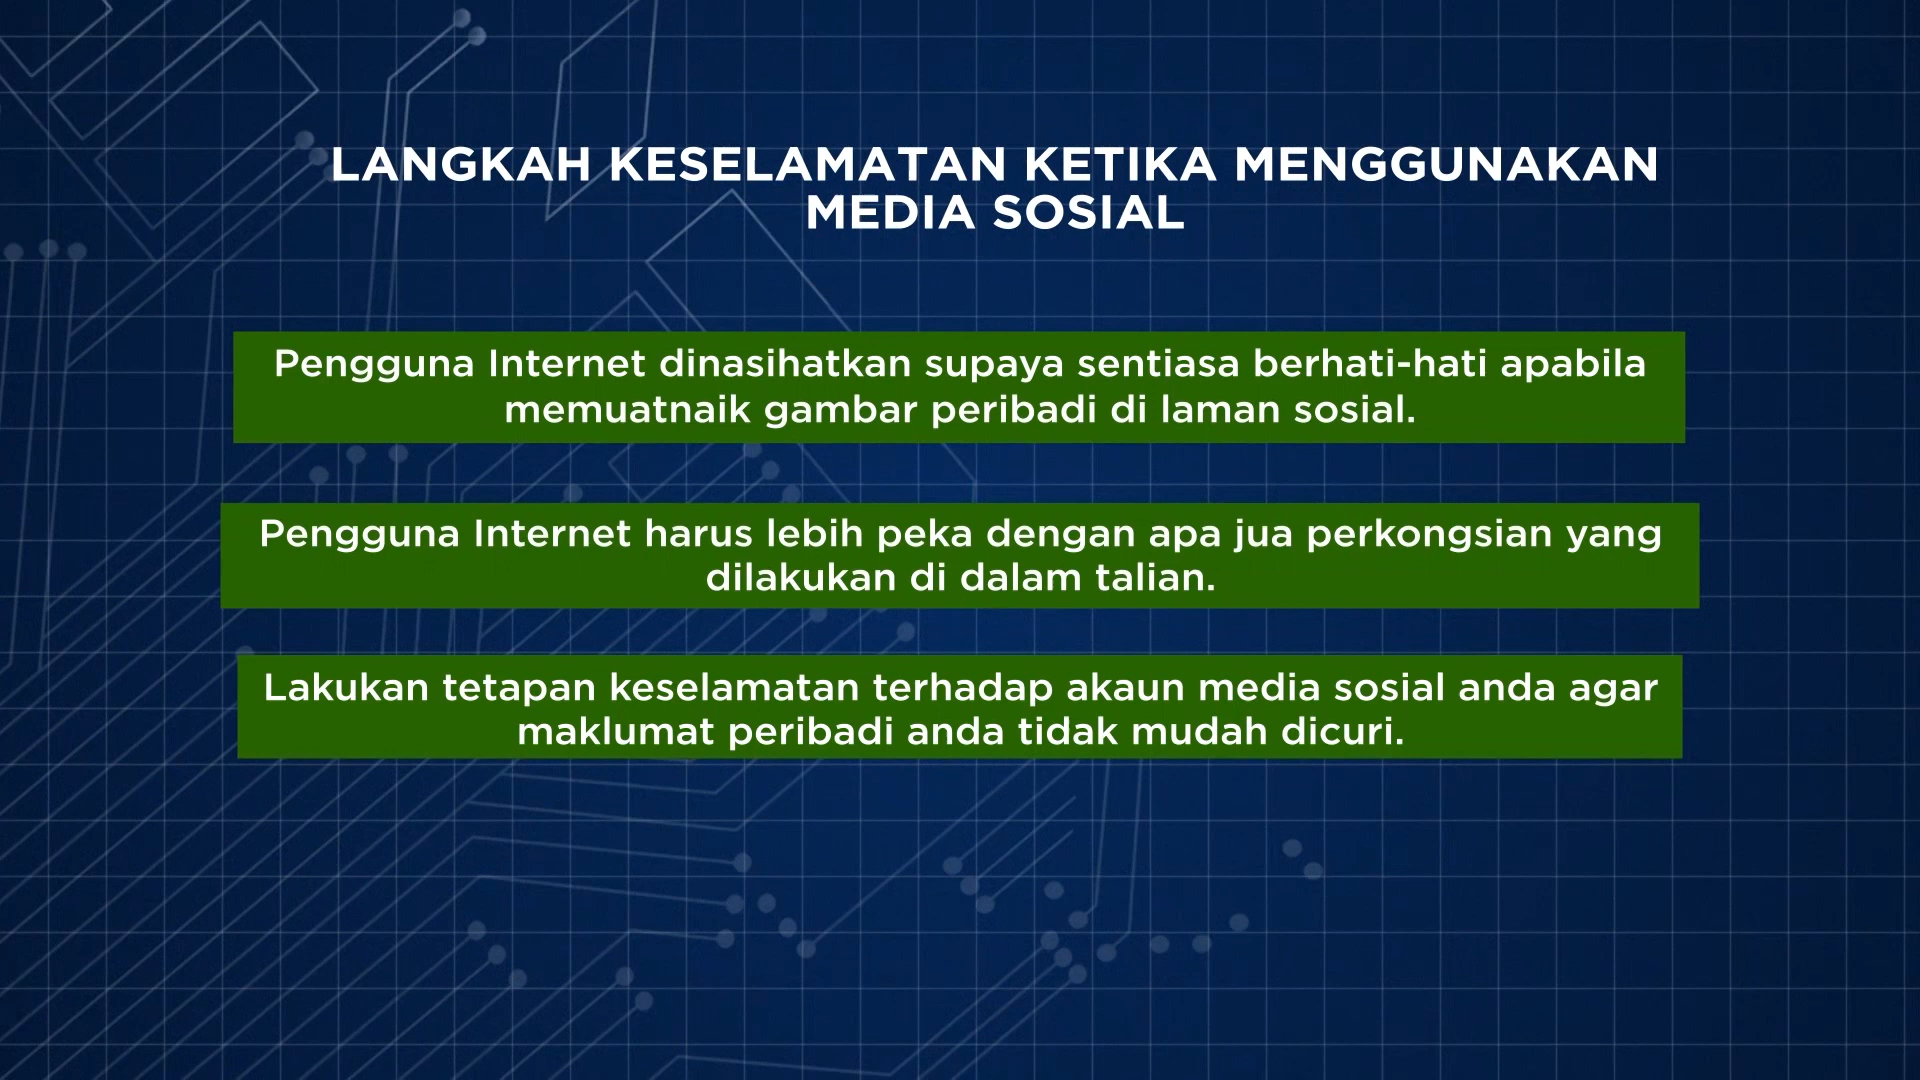 LANGKAH KESELAMATAN KETIKA MENGGUNAKAN
MEDIA SOSIAL
Pengguna Internet dinasihatkan supaya sentiasa berhati-hati apabila
memuatnaik gambar peribadi di laman sosial.
Pengguna Internet harus lebih peka dengan apa jua perkongsian yang
dilakukan di dalam talian.
Lakukan tetapan keselamatan terhadap akaun media sosial anda agar
maklumat peribadi anda tidak mudah dicuri.